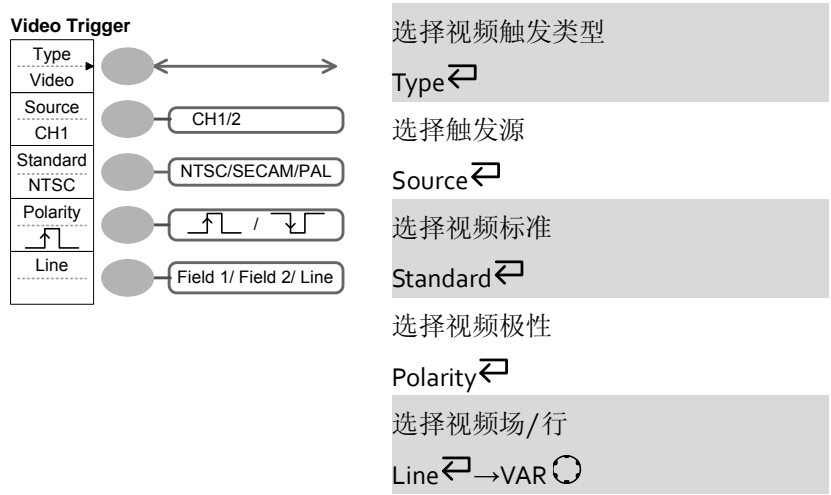 Video Trigger
Type
Video
Source
CH1
CH1/2
Standard
NTSC
NTSC/SECAM/PAL
Polarity
/
Line
Field 1/ Field 2/ Line
选择视频触发类型
Type
选择触发源
Source
选择视频标准
Standard
选择视频极性
Polarity
选择视频场/行
Line→VAR